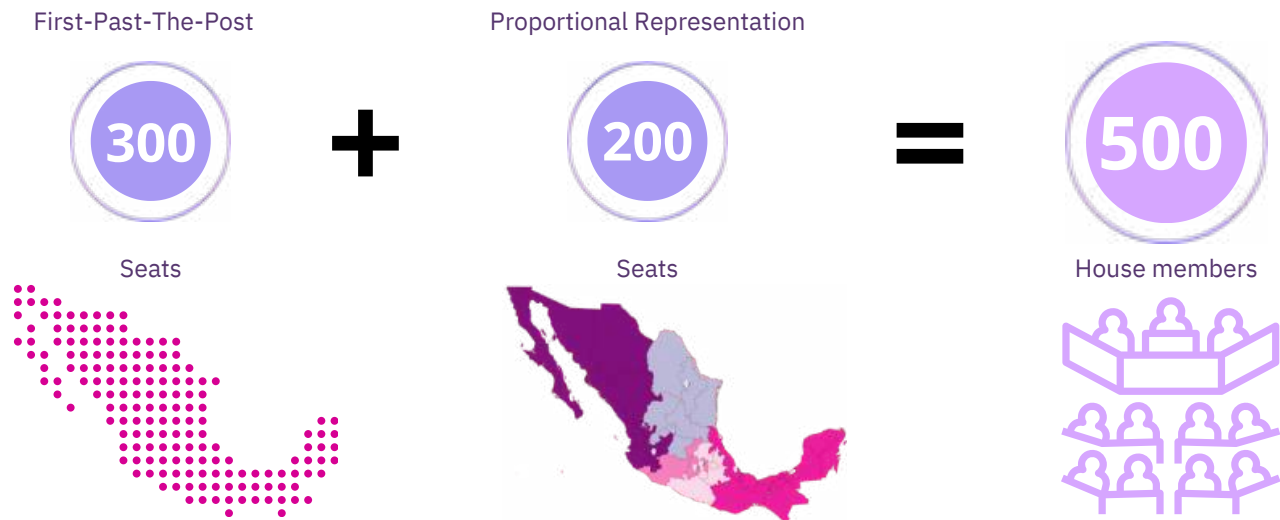 First-Past-The-Post
Proportional Representation
300
+
200
=
500
Seats
Seats
House members